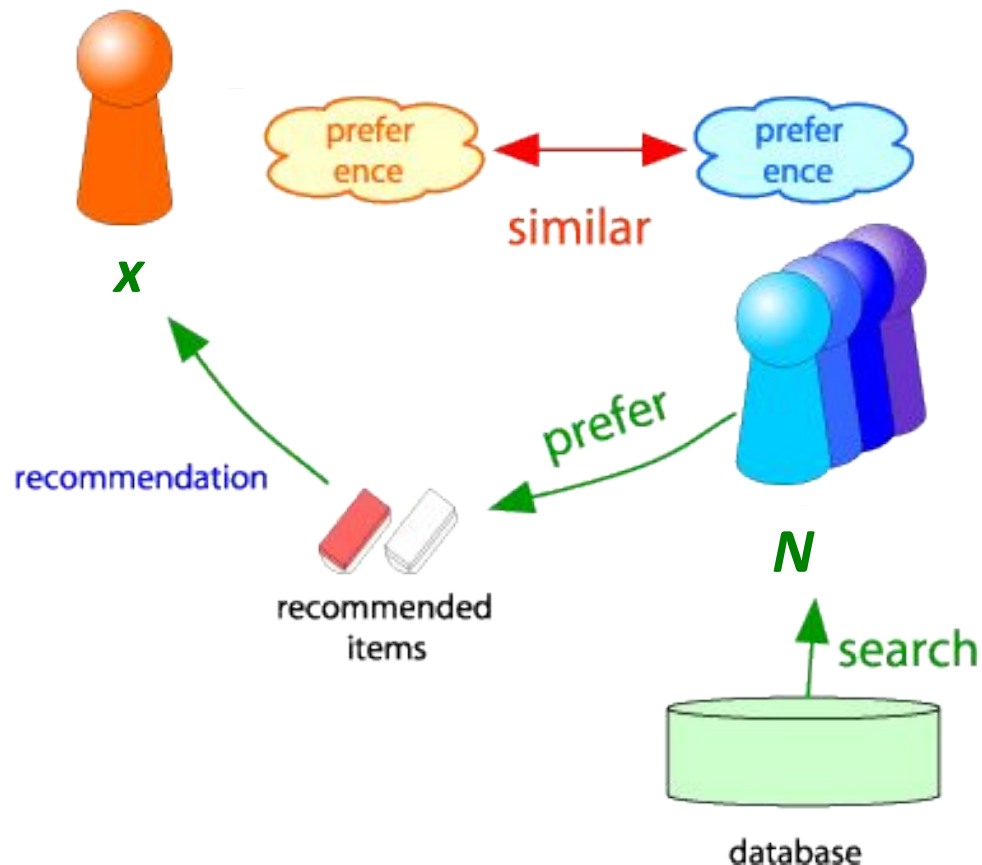 prefer
ence
prefer
ence
similar
x
prefer
recommendation
N
recommended
items
search
database